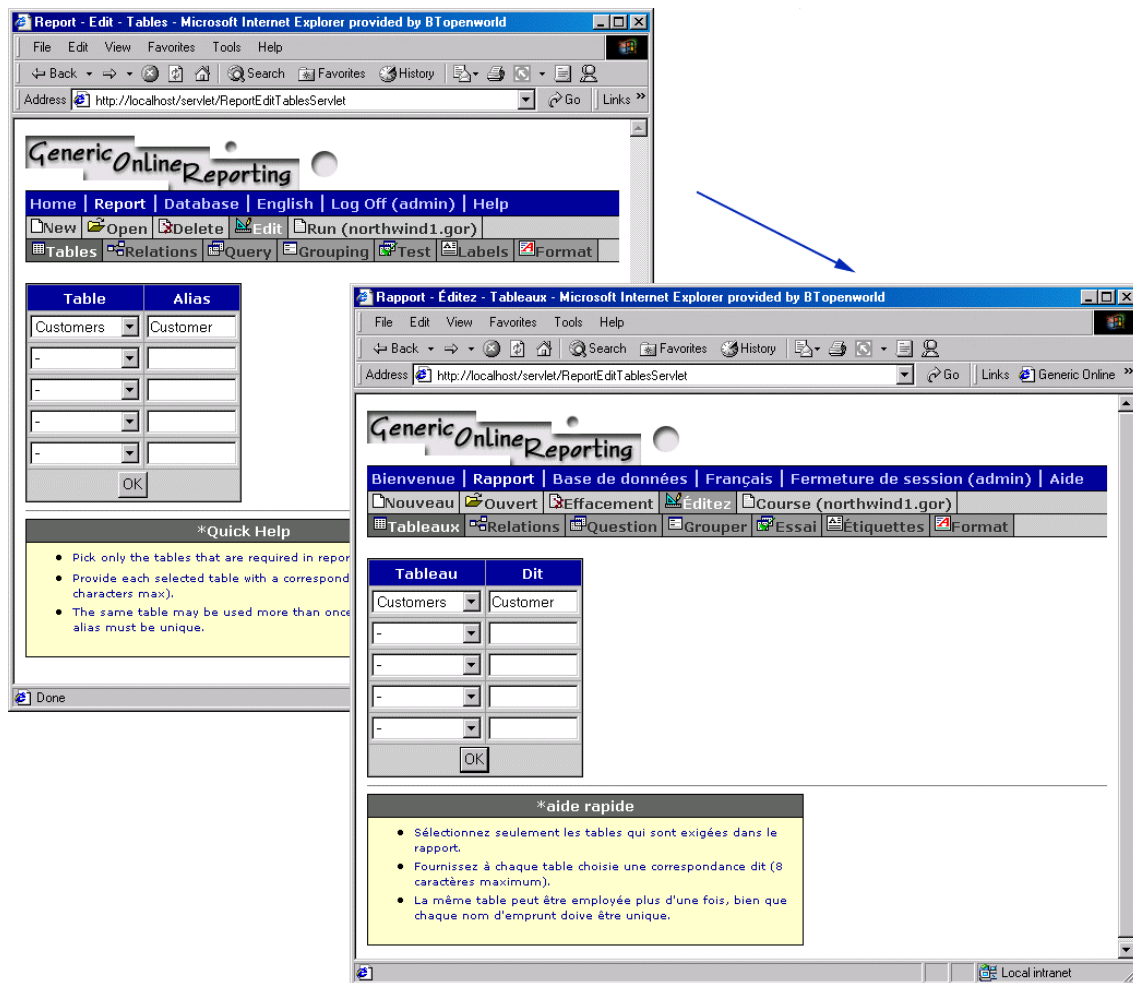 Report - Edit - Tables - Microsoft Internet Explorer provided by BTopenworld
File Edit View Favorites Tools Help
Back Search Favorites History
Address http://localhost/servlet/ReportEditTablesServlet Go Links »
Generic Online Reporting
Home | Report | Database | English | Log Off (admin) | Help
New Open Delete Edit Run (northwind1.gor)
Tables Relations Query Grouping Test Labels Format
Table Alias
Customers Customer
-
-
-
-
OK
*Quick Help
• Pick only the tables that are required in repor
• Provide each selected table with a correspond
characters max).
• The same table may be used more than once
alias must be unique.
Done
Rapport - Éditez - Tableaux - Microsoft Internet Explorer provided by BTopenworld
File Edit View Favorites Tools Help
Back Search Favorites History
Address http://localhost/servlet/ReportEditTablesServlet Go Links Generic Online »
Generic Online Reporting
Bienvenue | Rapport | Base de données | Français | Fermeture de session (admin) | Aide
Nouveau Ouvert Effacement Éditez Course (northwind1.gor)
Tableaux Relations Question Grouper Essai Étiquettes Format
Tableau Dit
Customers Customer
-
-
-
-
OK
*aide rapide
• Sélectionnez seulement les tables qui sont exigées dans le
rapport.
• Fournissez à chaque table choisie une correspondance dit (8
caractères maximum).
• La même table peut être employée plus d'une fois, bien que
chaque nom d'emprunt doive être unique.
Local intranet